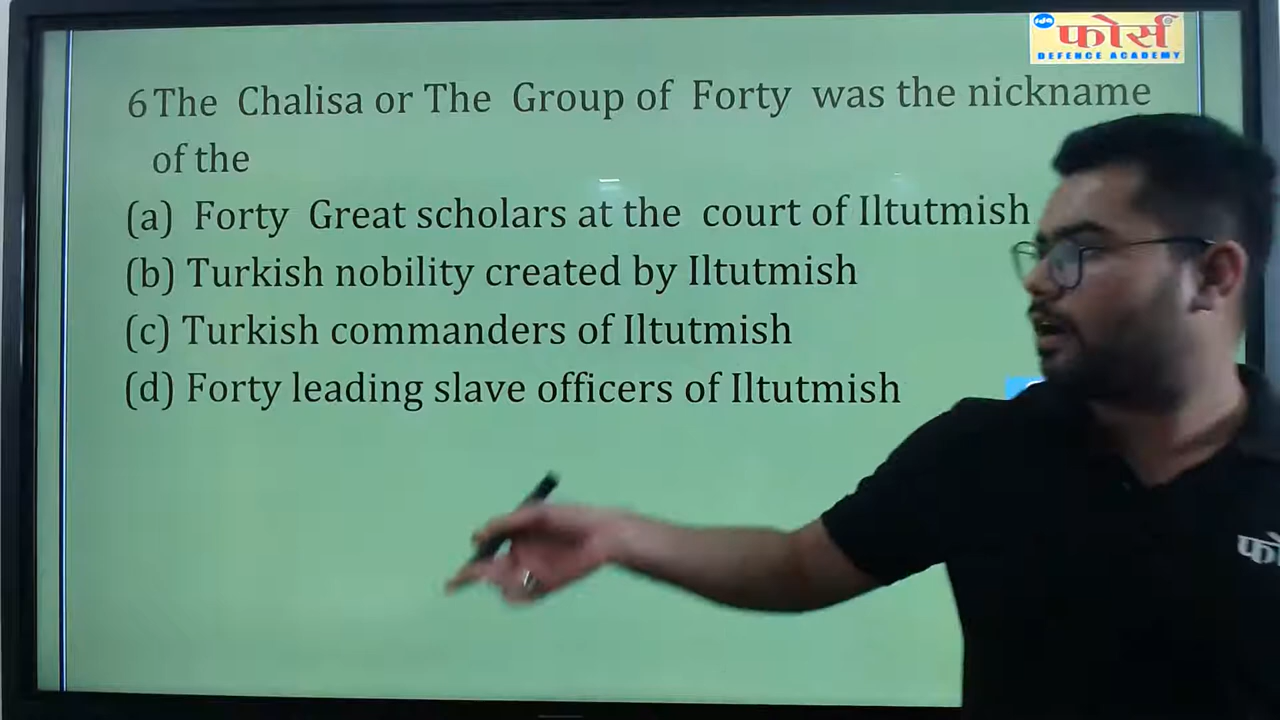 फोर्स
DEFENCE ACADEMY
6 The Chalisa or The Group of Forty was the nickname
of the
(a) Forty Great scholars at the court of Iltutmish
(b) Turkish nobility created by Iltutmish
(c) Turkish commanders of Iltutmish
(d) Forty leading slave officers of Iltutmish